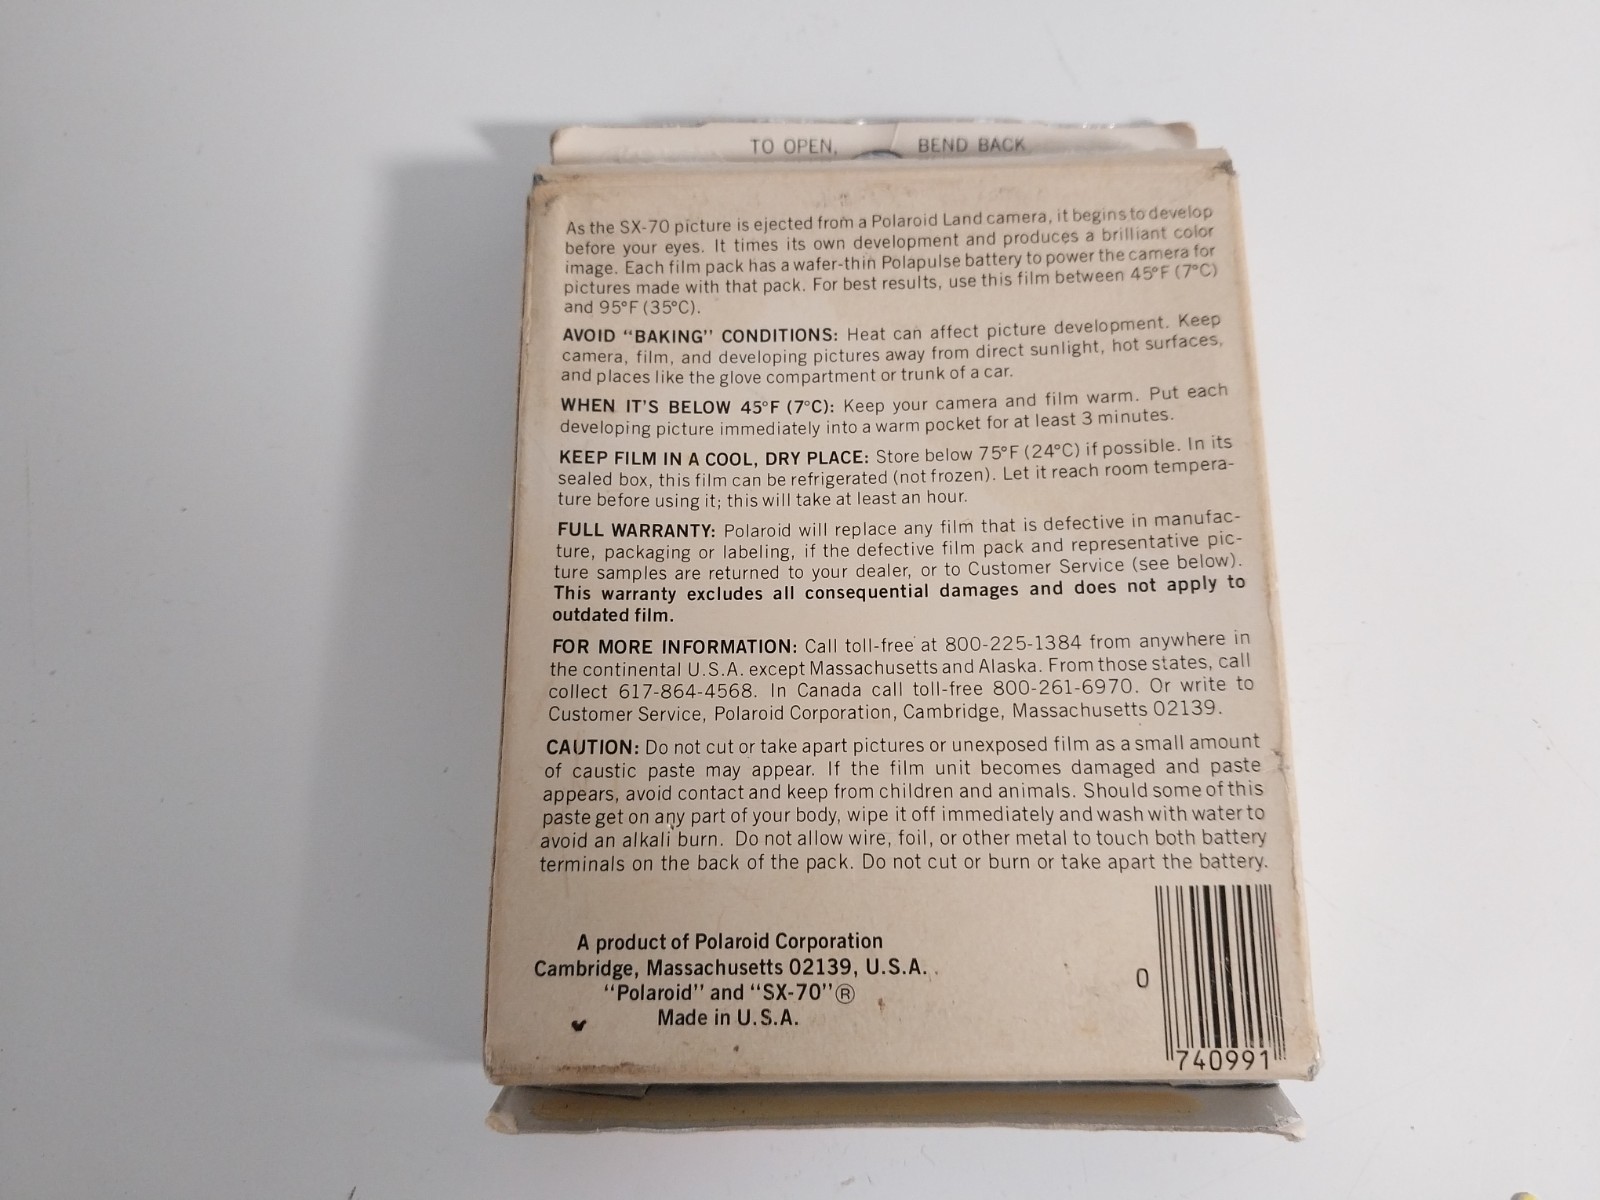 TO OPEN, BEND BACK
As the SX-70 picture is ejected from a Polaroid Land camera, it begins to develop
before your eyes. It times its own development and produces a brilliant color
image. Each film pack has a wafer-thin Polapulse battery to power the camera for
pictures made with that pack. For best results, use this film between 45°F (7°C)
and 95°F (35°C).
AVOID "BAKING" CONDITIONS: Heat can affect picture development. Keep
camera, film, and developing pictures away from direct sunlight, hot surfaces,
and places like the glove compartment or trunk of a car.
WHEN IT'S BELOW 45°F (7°C): Keep your camera and film warm. Put each
developing picture immediately into a warm pocket for at least 3 minutes.
KEEP FILM IN A COOL, DRY PLACE: Store below 75°F (24°C) if possible. In its
sealed box, this film can be refrigerated (not frozen). Let it reach room tempera-
ture before using it; this will take at least an hour.
FULL WARRANTY: Polaroid will replace any film that is defective in manufac-
ture, packaging or labeling, if the defective film pack and representative pic-
ture samples are returned to your dealer, or to Customer Service (see below).
This warranty excludes all consequential damages and does not apply to
outdated film.
FOR MORE INFORMATION: Call toll-free at 800-225-1384 from anywhere in
the continental U.S.A. except Massachusetts and Alaska. From those states, call
collect 617-864-4568. In Canada call toll-free 800-261-6970. Or write to
Customer Service, Polaroid Corporation, Cambridge, Massachusetts 02139.
CAUTION: Do not cut or take apart pictures or unexposed film as a small amount
of caustic paste may appear. If the film unit becomes damaged and paste
appears, avoid contact and keep from children and animals. Should some of this
paste get on any part of your body, wipe it off immediately and wash with water to
avoid an alkali burn. Do not allow wire, foil, or other metal to touch both battery
terminals on the back of the pack. Do not cut or burn or take apart the battery.
A product of Polaroid Corporation
Cambridge, Massachusetts 02139, U.S.A.
"Polaroid" and "SX-70"®
Made in U.S.A.
0
740991